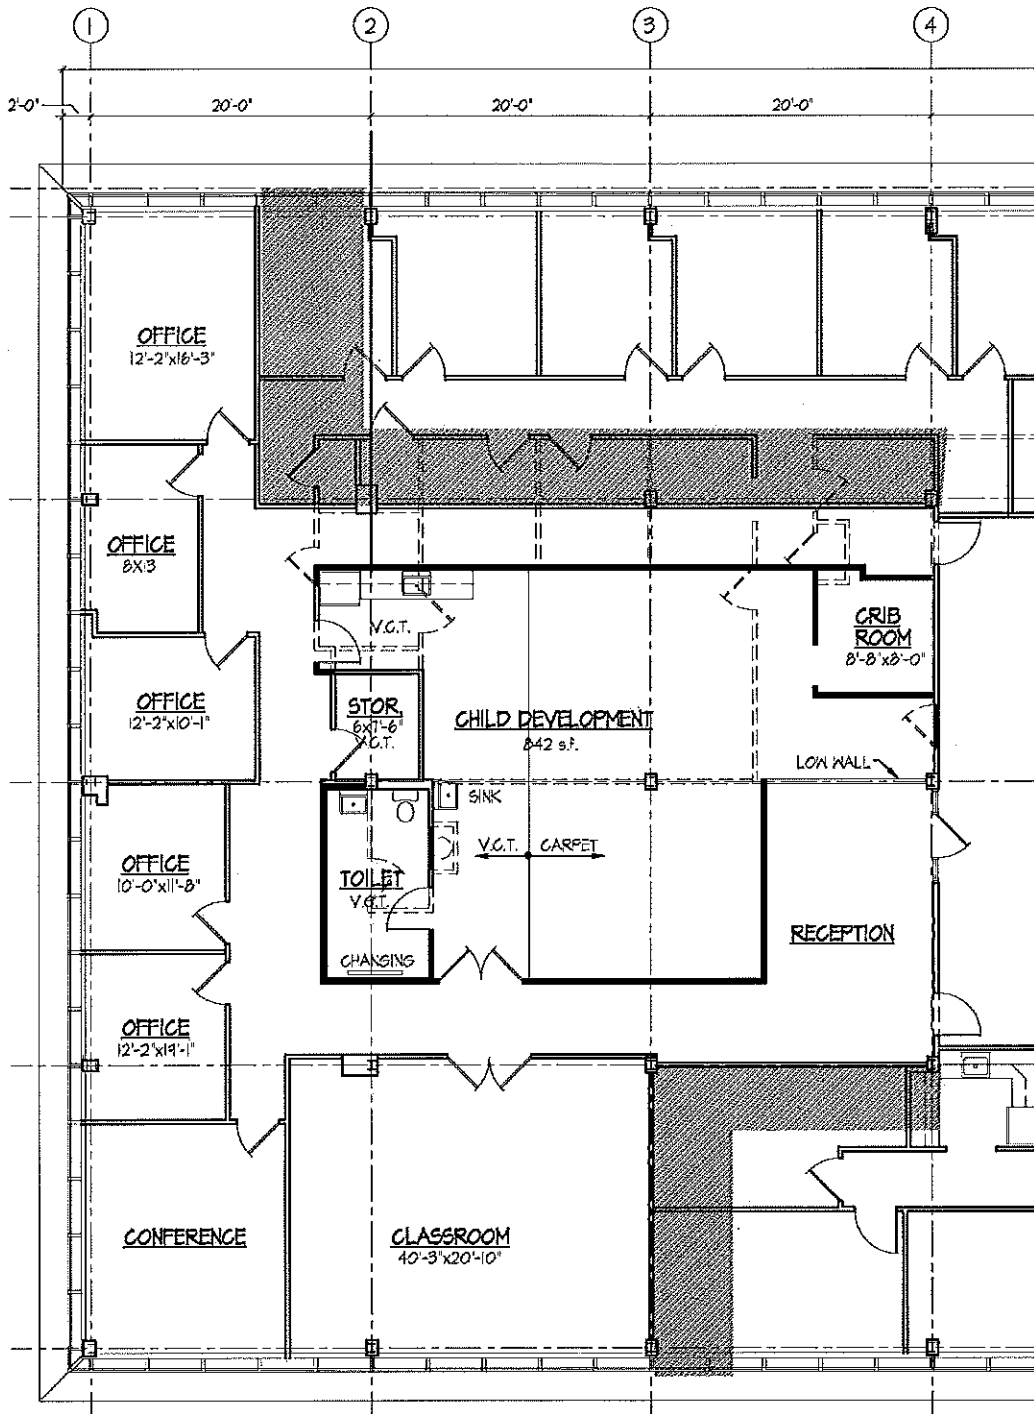 1 2 3 4
2'-0" 20'-0" 20'-0" 20'-0"
OFFICE
12'-2"x16'-3"
OFFICE
8X13
V.C.T.
CRIB
ROOM
8'-8"x8'-0"
OFFICE
12'-2"x10'-1"
STOR.
6x7'-6"
V.C.T.
CHILD DEVELOPMENT
842 s.f.
LOW WALL
SINK
V.C.T. CARPET
OFFICE
10'-0"x11'-8"
TOILET
V.C.T.
RECEPTION
CHANGING
OFFICE
12'-2"x19'-1"
CONFERENCE
CLASSROOM
40'-3"x20'-10"